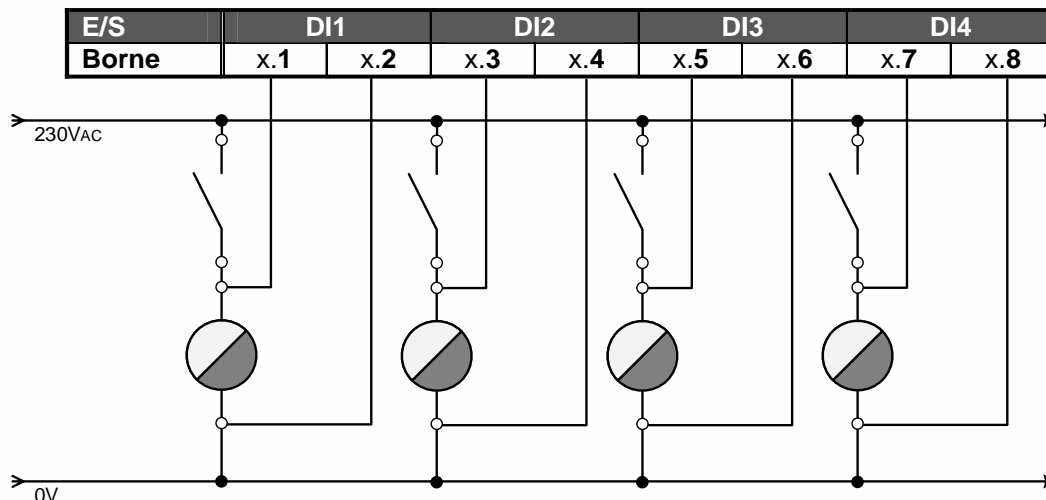 E/S DI1 DI2 DI3 DI4
Borne x.1 x.2 x.3 x.4 x.5 x.6 x.7 x.8
230VAC
0V